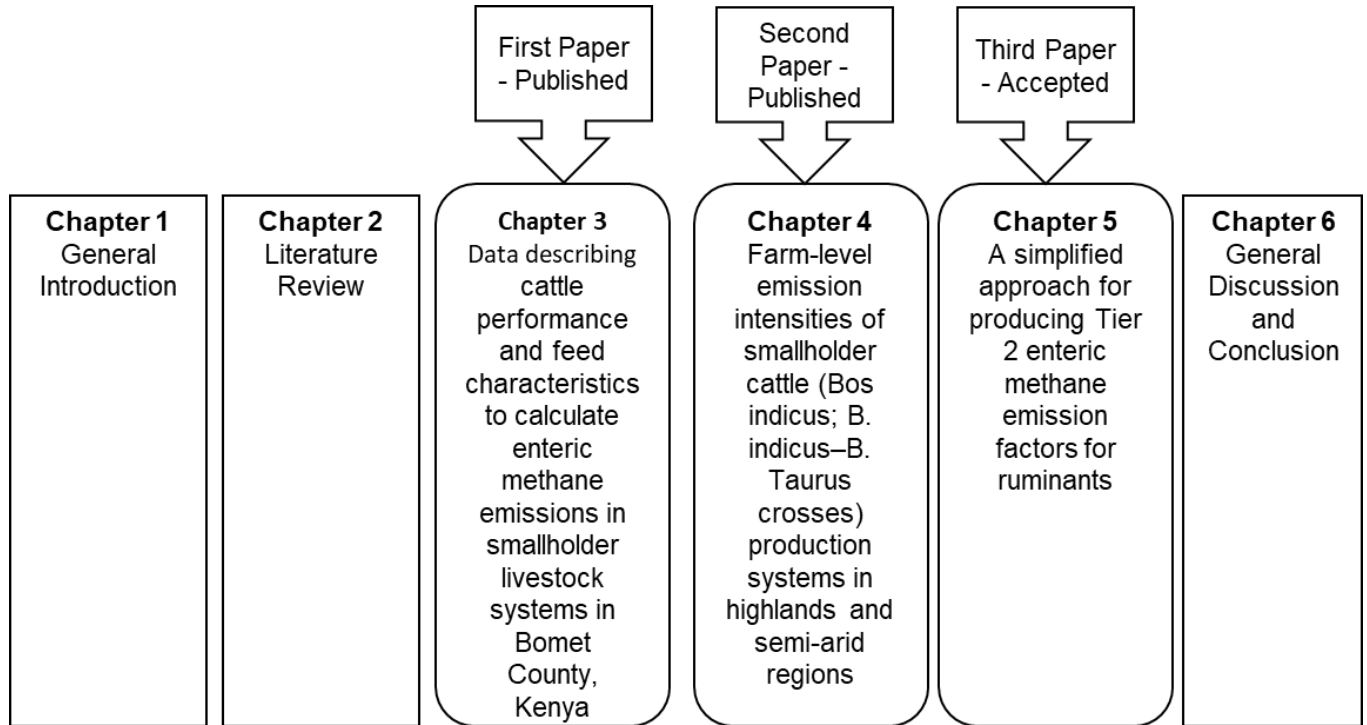 First Paper
- Published
Second
Paper -
Published
Third Paper
- Accepted
Chapter 1
General
Introduction
Chapter 2
Literature
Review
Chapter 3
Data describing
cattle
performance
and feed
characteristics
to calculate
enteric
methane
emissions in
smallholder
livestock
systems in
Bomet
County,
Kenya
Chapter 4
Farm-level
emission
intensities of
smallholder
cattle (Bos
indicus; B.
indicus–B.
Taurus
crosses)
production
systems in
highlands and
semi-arid
regions
Chapter 5
A simplified
approach for
producing Tier
2 enteric
methane
emission
factors for
ruminants
Chapter 6
General
Discussion
and
Conclusion